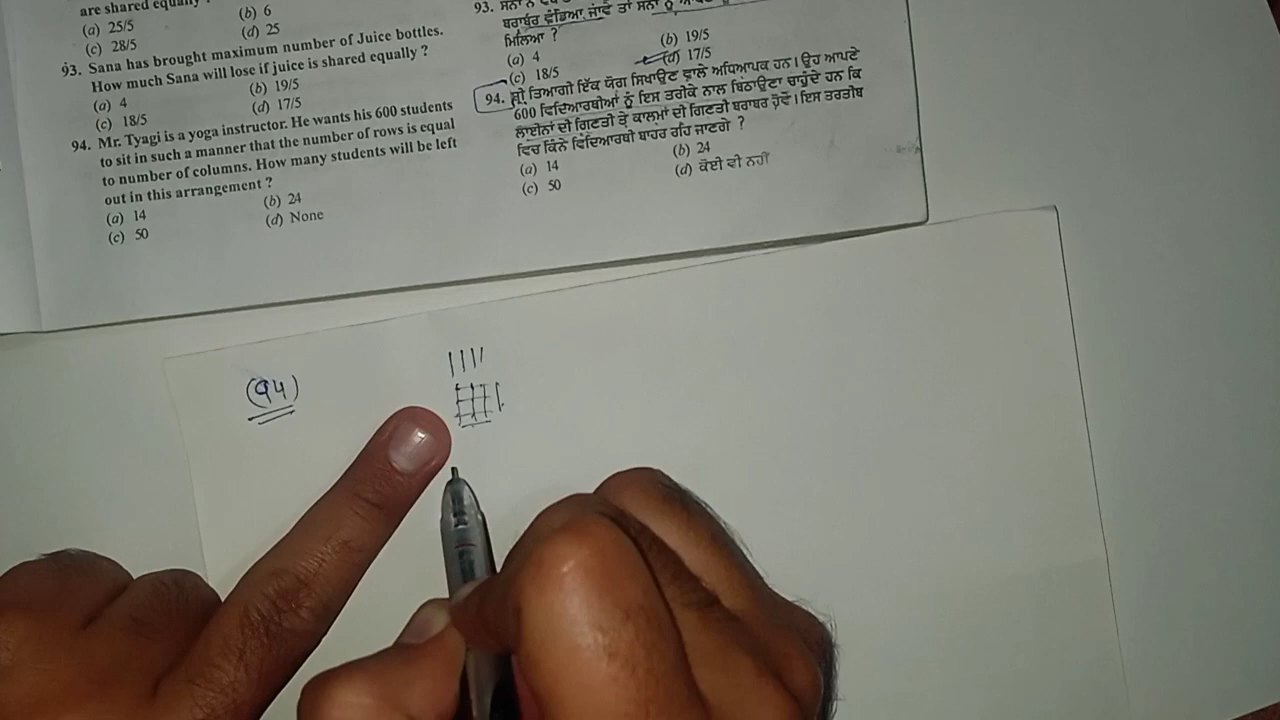 are shared equally ?
(a) 25/5
(b) 6
(c) 28/5
(d) 25
93. Sana has brought maximum number of Juice bottles.
How much Sana will lose if juice is shared equally ?
(a) 4
(b) 19/5
(c) 18/5
(d) 17/5
94. Mr. Tyagi is a yoga instructor. He wants his 600 students
to sit in such a manner that the number of rows is equal
to number of columns. How many students will be left
out in this arrangement ?
(a) 14
(b) 24
(c) 50
(d) None
93.
ਬਰਾਬਰ ਵੰਡਿਆ ਜਾਵੇ ਤਾਂ ਸਨਾ ਨੂੰ
ਮਿਲਿਆ ?
(a) 4
(b) 19/5
(c) 18/5
(d) 17/5
94. ਸ੍ਰੀ ਤਿਆਗੀ ਇੱਕ ਯੋਗ ਸਿਖਾਉਣ ਵਾਲੇ ਅਧਿਆਪਕ ਹਨ। ਉਹ ਆਪਣੇ
600 ਵਿਦਿਆਰਥੀਆਂ ਨੂੰ ਇਸ ਤਰੀਕੇ ਨਾਲ ਬਿਠਾਉਣਾ ਚਾਹੁੰਦੇ ਹਨ ਕਿ
ਲਾਈਨਾਂ ਦੀ ਗਿਣਤੀ ਤੇ ਕਾਲਮਾਂ ਦੀ ਗਿਣਤੀ ਬਰਾਬਰ ਹੋਵੇ। ਇਸ ਤਰਤੀਬ
ਵਿਚ ਕਿੰਨੇ ਵਿਦਿਆਰਥੀ ਬਾਹਰ ਰਹਿ ਜਾਣਗੇ ?
(a) 14
(b) 24
(c) 50
(d) ਕੋਈ ਵੀ ਨਹੀਂ
(94)